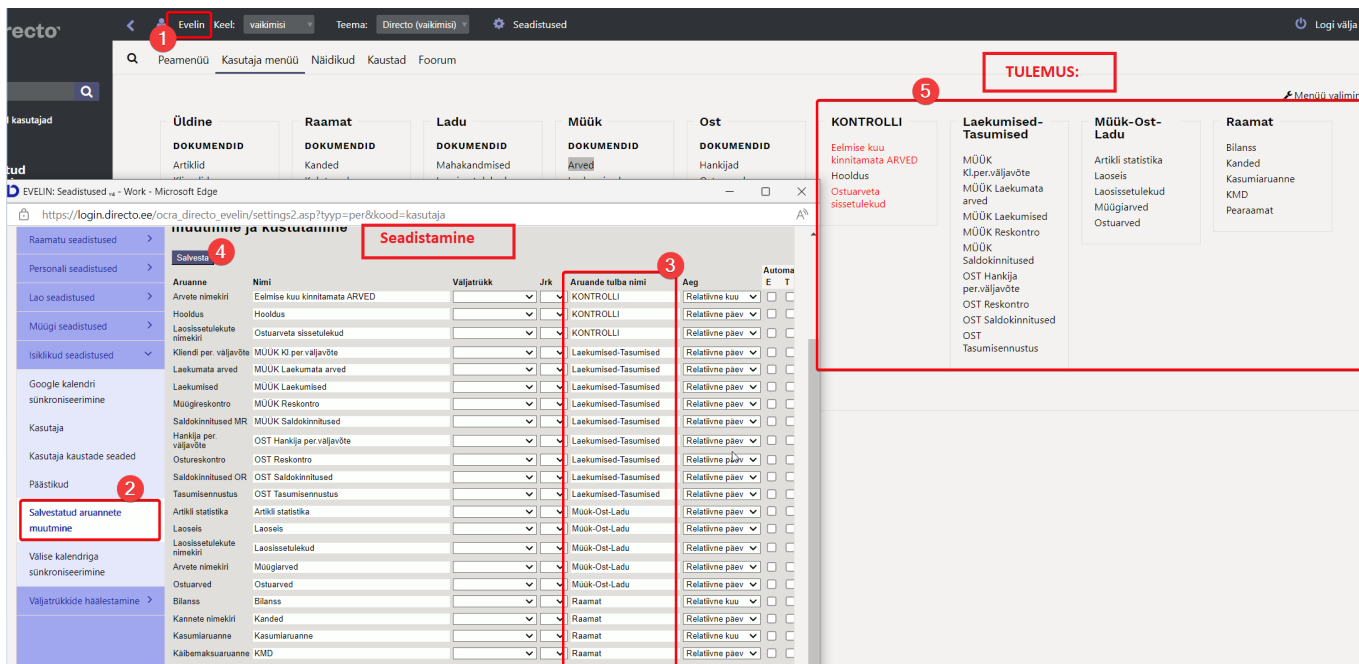 recto
Evelin Keel: vaikimisi Teema: Directo (vaikimisi) Seadistused Logi välja
1
Peamenüü Kasutaja menüü Näidikud Kaustad Foorum
TULEMUS:
5
Menüü valimin
kasutajad
tud
Üldine
DOKUMENDID
Artiklid
Raamat
DOKUMENDID
Kanded
Ladu
DOKUMENDID
Mahakandmised
Müük
DOKUMENDID
Arved
Ost
DOKUMENDID
Hankijad
KONTROLLI
Eelmise kuu
kinnitamata ARVED
Hooldus
Ostuarveta
sissetulekud
Laekumised-
Tasumised
MÜÜK
Kl.per.väljavõte
MÜÜK Laekumata
arved
MÜÜK Laekumised
MÜÜK Reskontro
MÜÜK
Saldokinnitused
OST Hankija
per.väljavõte
OST Reskontro
OST Saldokinnitused
OST
Tasumisennustus
Müük-Ost-
Ladu
Artikli statistika
Laoseis
Laosissetulekud
Müügiarved
Ostuarved
Raamat
Bilanss
Kanded
Kasumiaruanne
KMD
Pearaamat
EVELIN: Seadistused - Work - Microsoft Edge
https://login.directo.ee/ocra_directo_evelin/settings2.asp?tyyp=per&kood=kasutaja
muutmine ja kustutamine
Seadistamine
Salvesta
4
3
Raamatu seadistused
Personali seadistused
Lao seadistused
Müügi seadistused
Isiklikud seadistused
Google kalendri
sünkroniseerimine
Kasutaja
Kasutaja kaustade seaded
Päästikud
2
Salvestatud aruannete
muutmine
Välise kalendriga
sünkroniseerimine
Väljatrükkide häälestamine
Automa
Aruanne Nimi Väljatrükk Jrk Aruande tulba nimi Aeg E T
Arvete nimekiri Eelmise kuu kinnitamata ARVED KONTROLLI Relatiivne kuu
Hooldus Hooldus KONTROLLI Relatiivne päev
Laosissetulekute
nimekiri Ostuarveta sissetulekud KONTROLLI Relatiivne päev
Kliendi per. väljavõte MÜÜK Kl.per.väljavõte Laekumised-Tasumised Relatiivne päev
Laekumata arved MÜÜK Laekumata arved Laekumised-Tasumised Relatiivne päev
Laekumised MÜÜK Laekumised Laekumised-Tasumised Relatiivne päev
Müügireskontro MÜÜK Reskontro Laekumised-Tasumised Relatiivne päev
Saldokinnitused MR MÜÜK Saldokinnitused Laekumised-Tasumised Relatiivne päev
Hankija per.
väljavõte OST Hankija per.väljavõte Laekumised-Tasumised Relatiivne päev
Ostureskontro OST Reskontro Laekumised-Tasumised Relatiivne päev
Saldokinnitused OR OST Saldokinnitused Laekumised-Tasumised Relatiivne päev
Tasumisennustus OST Tasumisennustus Laekumised-Tasumised Relatiivne päev
Artikli statistika Artikli statistika Müük-Ost-Ladu Relatiivne päev
Laoseis Laoseis Müük-Ost-Ladu Relatiivne päev
Laosissetulekute
nimekiri Laosissetulekud Müük-Ost-Ladu Relatiivne päev
Arvete nimekiri Müügiarved Müük-Ost-Ladu Relatiivne päev
Ostuarved Ostuarved Müük-Ost-Ladu Relatiivne päev
Bilanss Bilanss Raamat Relatiivne kuu
Kannete nimekiri Kanded Raamat Relatiivne päev
Kasumiaruanne Kasumiaruanne Raamat Relatiivne kuu
Käibemaksuaruanne KMD Raamat Relatiivne päev